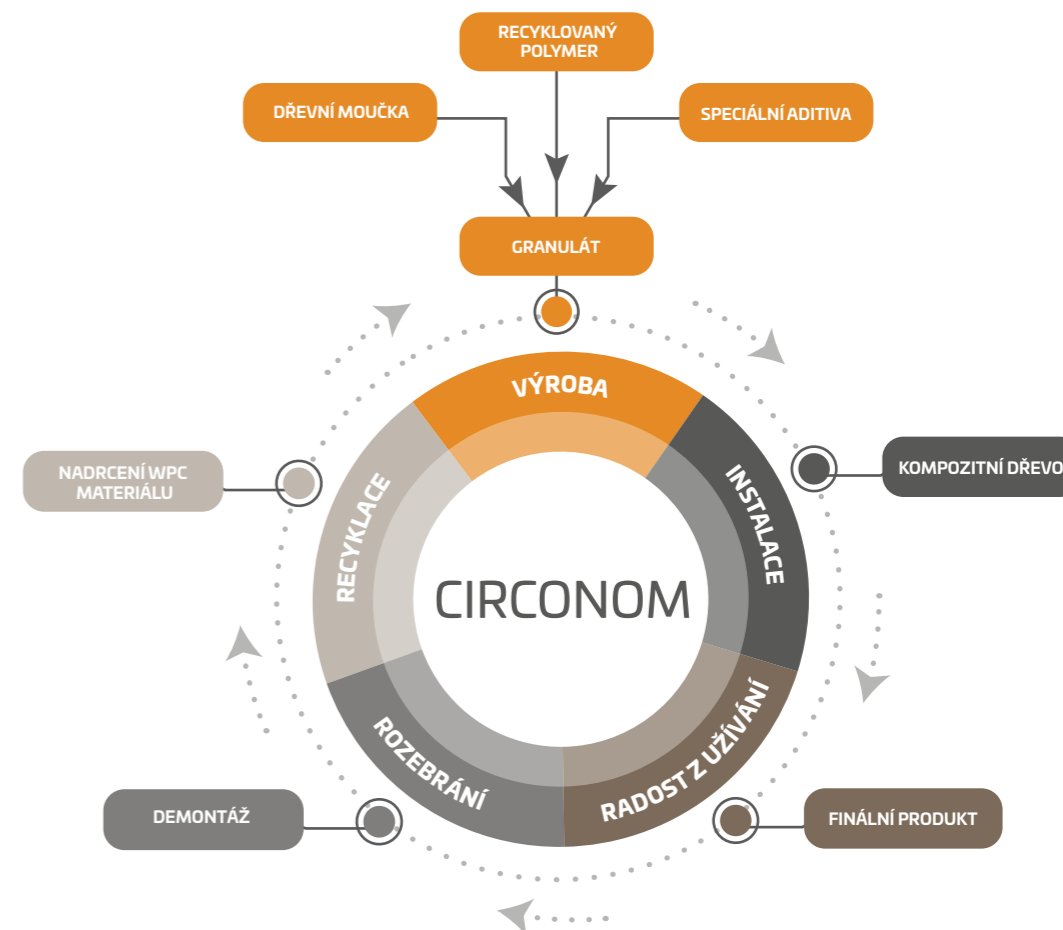 RECYKLOVANÝ
POLYMER
DŘEVNÍ MOUČKA
SPECIÁLNÍ ADITIVA
GRANULÁT
VÝROBA
INSTALACE
RADOST Z UŽÍVÁNÍ
ROZEBRÁNÍ
RECYKLACE
CIRCONOM
KOMPOZITNÍ DŘEVO
FINÁLNÍ PRODUKT
DEMONTÁŽ
NADRCENÍ WPC
MATERIÁLU